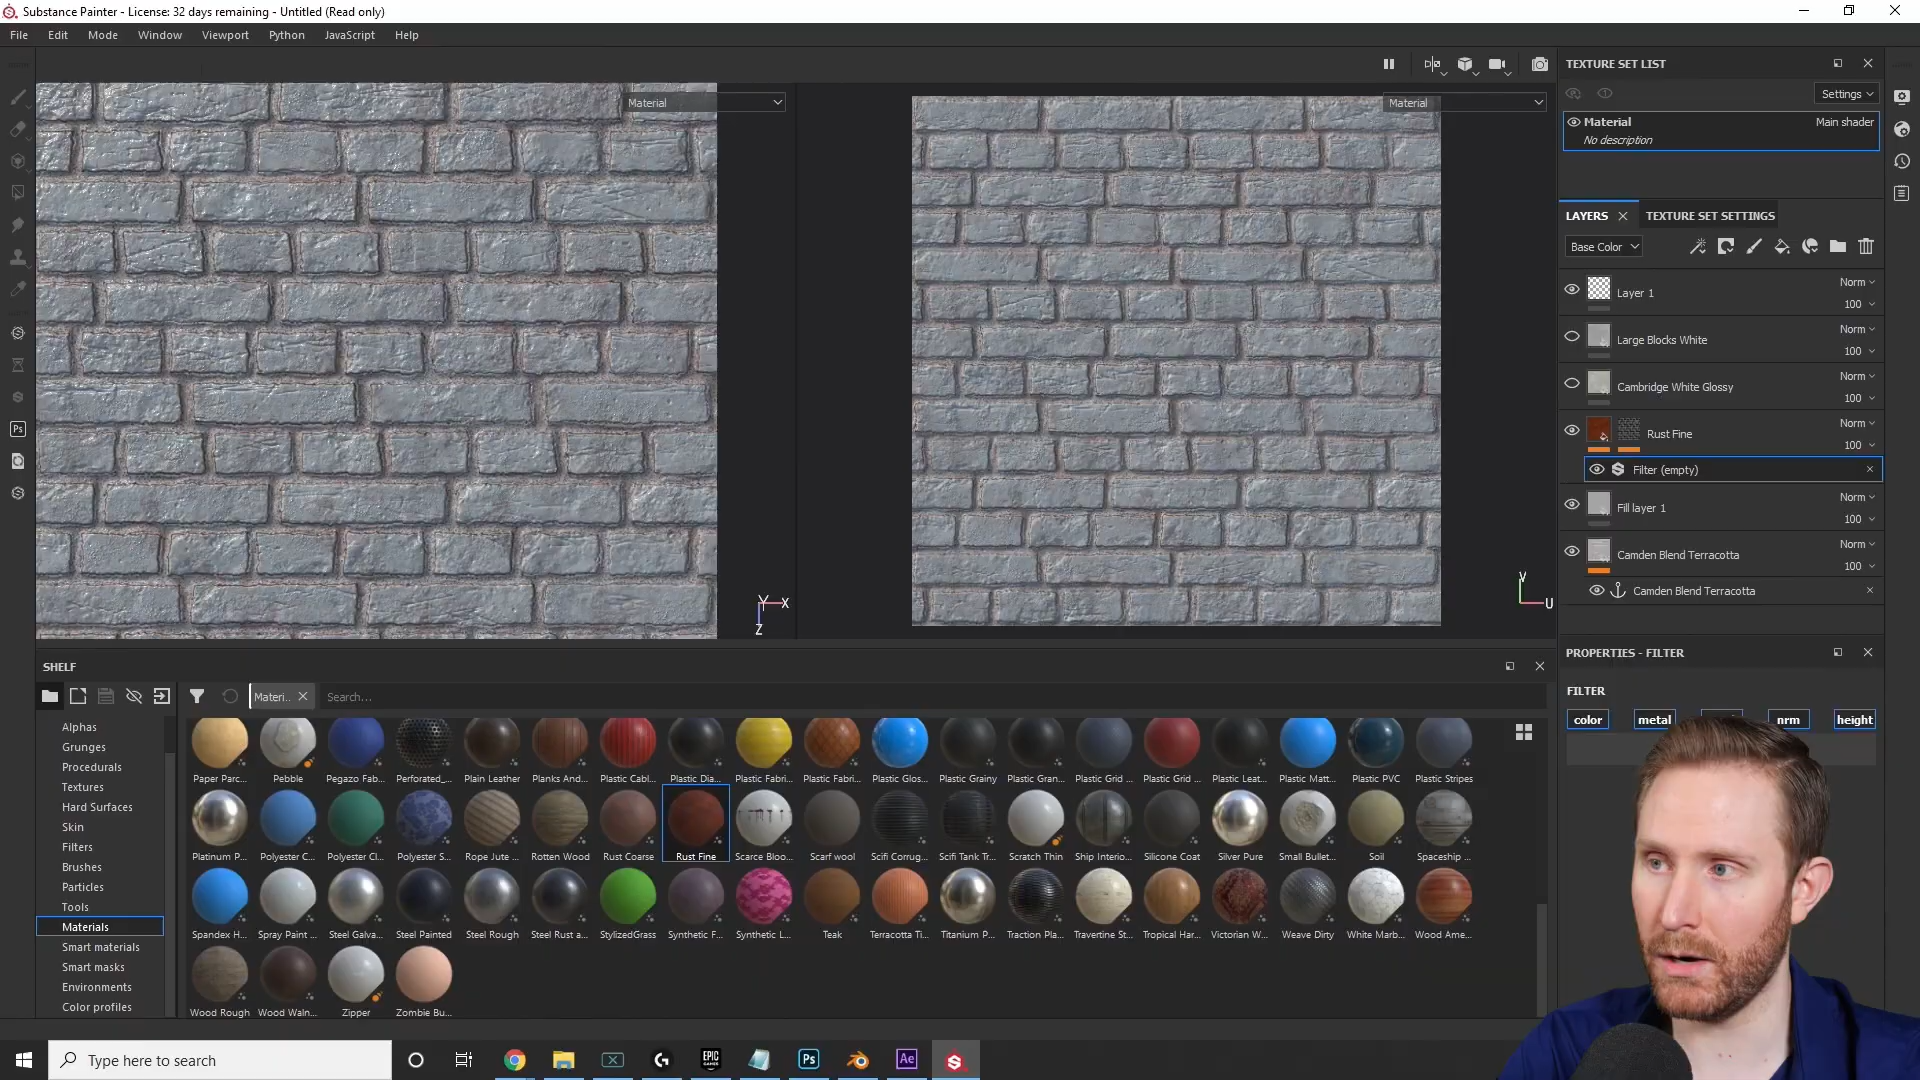 Substance Painter - License: 32 days remaining - Untitled (Read only)
File Edit Mode Window Viewport Python JavaScript Help
Material
Material
TEXTURE SET LIST
Settings
Material Main shader
No description
LAYERS TEXTURE SET SETTINGS
Base Color
Layer 1 Norm 100
Large Blocks White Norm 100
Cambridge White Glossy Norm 100
Rust Fine Norm 100
Filter (empty)
Fill layer 1 Norm 100
Camden Blend Terracotta Norm 100
Camden Blend Terracotta
Y X
Z
V
U
PROPERTIES - FILTER
FILTER
color metal nrm height
SHELF
Materi.. Search...
Alphas
Grunges
Procedurals
Textures
Hard Surfaces
Skin
Filters
Brushes
Particles
Tools
Materials
Smart materials
Smart masks
Environments
Color profiles
Paper Parc... Pebble Pegazo Fab... Perforated_... Plain Leather Planks And... Plastic Cabl... Plastic Dia... Plastic Fabri... Plastic Fabri... Plastic Glos... Plastic Grainy Plastic Gran... Plastic Grid ... Plastic Grid ... Plastic Leat... Plastic Matt... Plastic PVC Plastic Stripes
Platinum P... Polyester C... Polyester Cl... Polyester S... Rope Jute ... Rotten Wood Rust Coarse Rust Fine Scarce Bloo... Scarf wool Scifi Corrug... Scifi Tank Tr... Scratch Thin Ship Interio... Silicone Coat Silver Pure Small Bullet... Soil Spaceship ...
Spandex H... Spray Paint ... Steel Galva... Steel Painted Steel Rough Steel Rust a... StylizedGrass Synthetic F... Synthetic L... Teak Terracotta Ti... Titanium P... Traction Pla... Travertine St... Tropical Har... Victorian W... Weave Dirty White Marb... Wood Ame...
Wood Rough Wood Waln... Zipper Zombie Bu...
Type here to search
Ps
EPIC GAMES
Ps
Ae